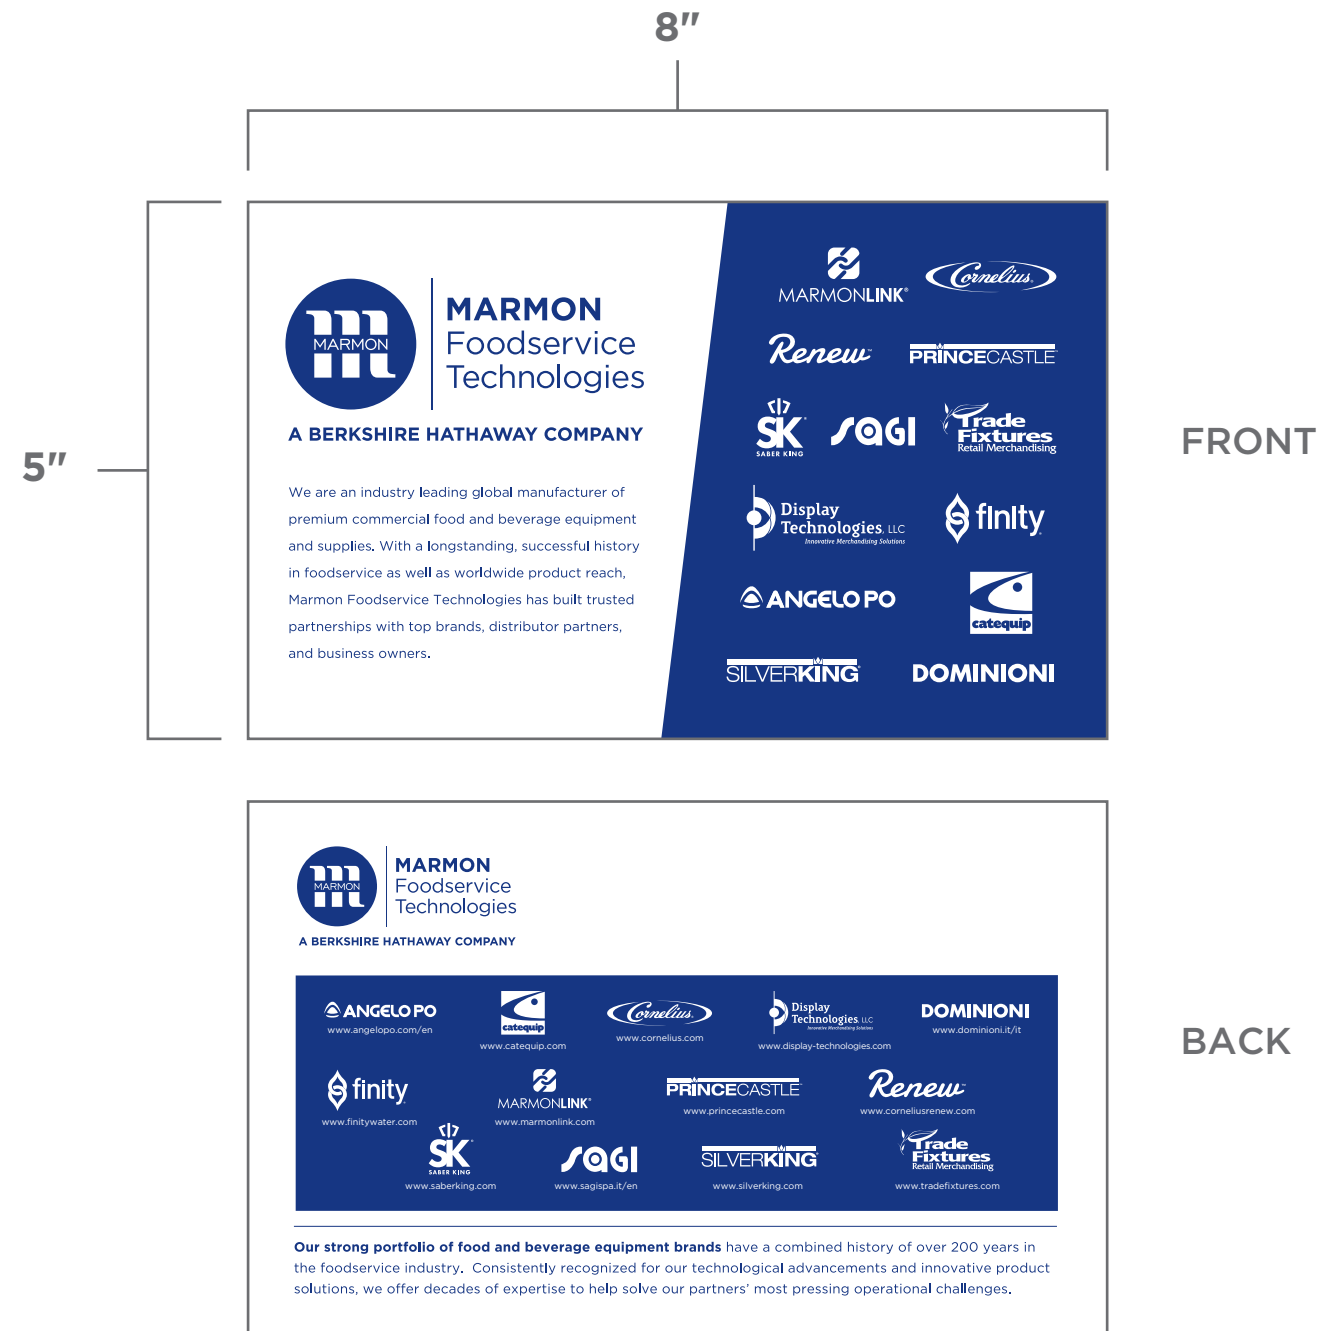 8"
5"
FRONT
MARMON
MARMON
Foodservice
Technologies
A BERKSHIRE HATHAWAY COMPANY
We are an industry leading global manufacturer of
premium commercial food and beverage equipment
and supplies. With a longstanding, successful history
in foodservice as well as worldwide product reach,
Marmon Foodservice Technologies has built trusted
partnerships with top brands, distributor partners,
and business owners.
MARMONLINK®
Cornelius®
Renew™
PRINCECASTLE
SK
SABER KING
SAGI
Trade
Fixtures
Retail Merchandising
Display
Technologies, LLC
Innovative Merchandising Solutions
finity
ANGELO PO
catequip
SILVERKING®
DOMINIONI
BACK
MARMON
MARMON
Foodservice
Technologies
A BERKSHIRE HATHAWAY COMPANY
ANGELO PO
www.angelopo.com/en
catequip
www.catequip.com
Cornelius®
www.cornelius.com
Display
Technologies, LLC
Innovative Merchandising Solutions
www.display-technologies.com
DOMINIONI
www.dominioni.it/it
finity
www.finitywater.com
MARMONLINK®
www.marmonlink.com
PRINCECASTLE
www.princecastle.com
Renew™
www.corneliusrenew.com
SK
SABER KING
www.saberking.com
SAGI
www.sagispa.it/en
SILVERKING®
www.silverking.com
Trade
Fixtures
Retail Merchandising
www.tradefixtures.com
Our strong portfolio of food and beverage equipment brands have a combined history of over 200 years in
the foodservice industry. Consistently recognized for our technological advancements and innovative product
solutions, we offer decades of expertise to help solve our partners’ most pressing operational challenges.